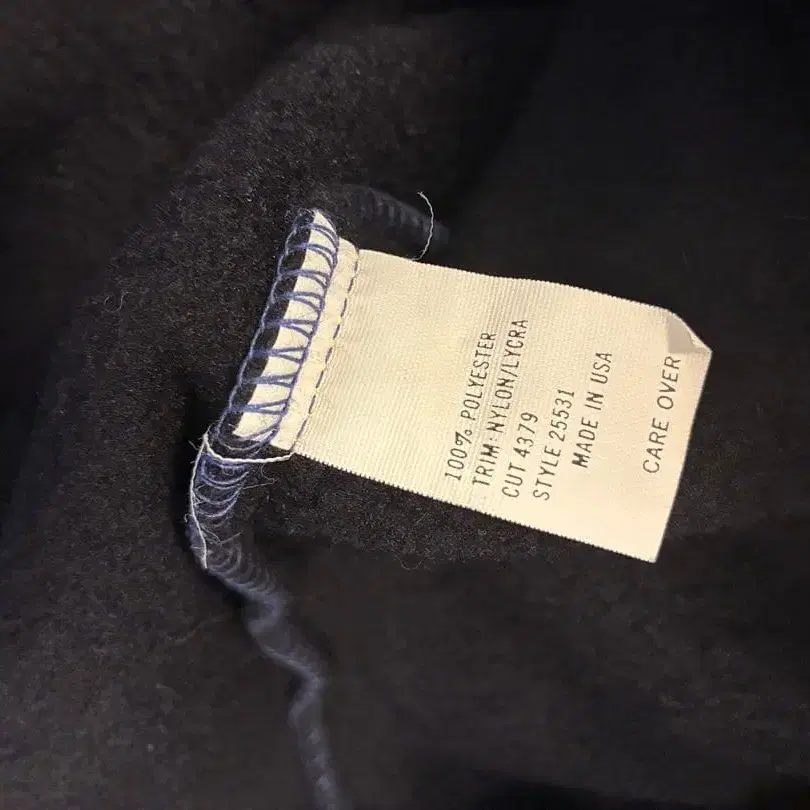 100% POLYESTER
TRIM: NYLON/LYCRA
CUT 4379
STYLE 25531
MADE IN USA
CARE OVER